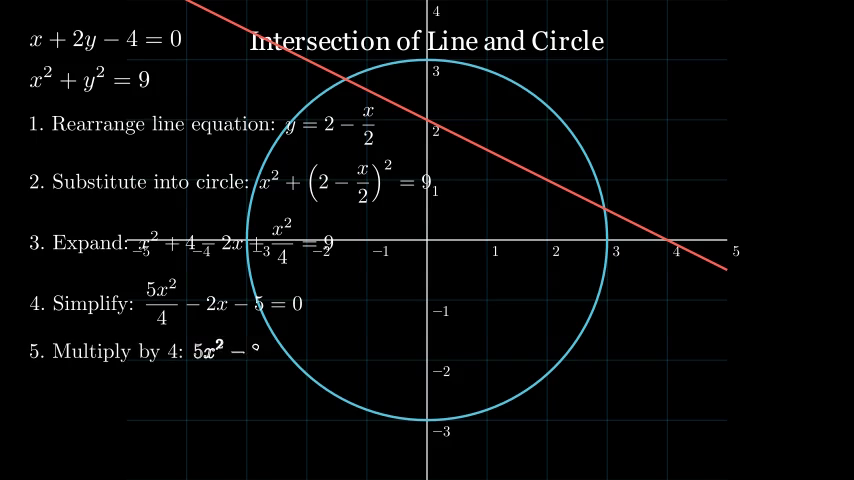 Intersection of Line and Circle
x + 2y − 4 = 0
x² + y² = 9
1. Rearrange line equation: y = 2 − x/2
2. Substitute into circle: x² + (2 − x/2)² = 9
3. Expand: x² + 4 − 2x + x²/4 = 9
4. Simplify: 5x²/4 − 2x − 5 = 0
5. Multiply by 4: 5x² −
4
3
2
1
−5 −4 −3 −2 −1 1 2 3 4 5
−1
−2
−3